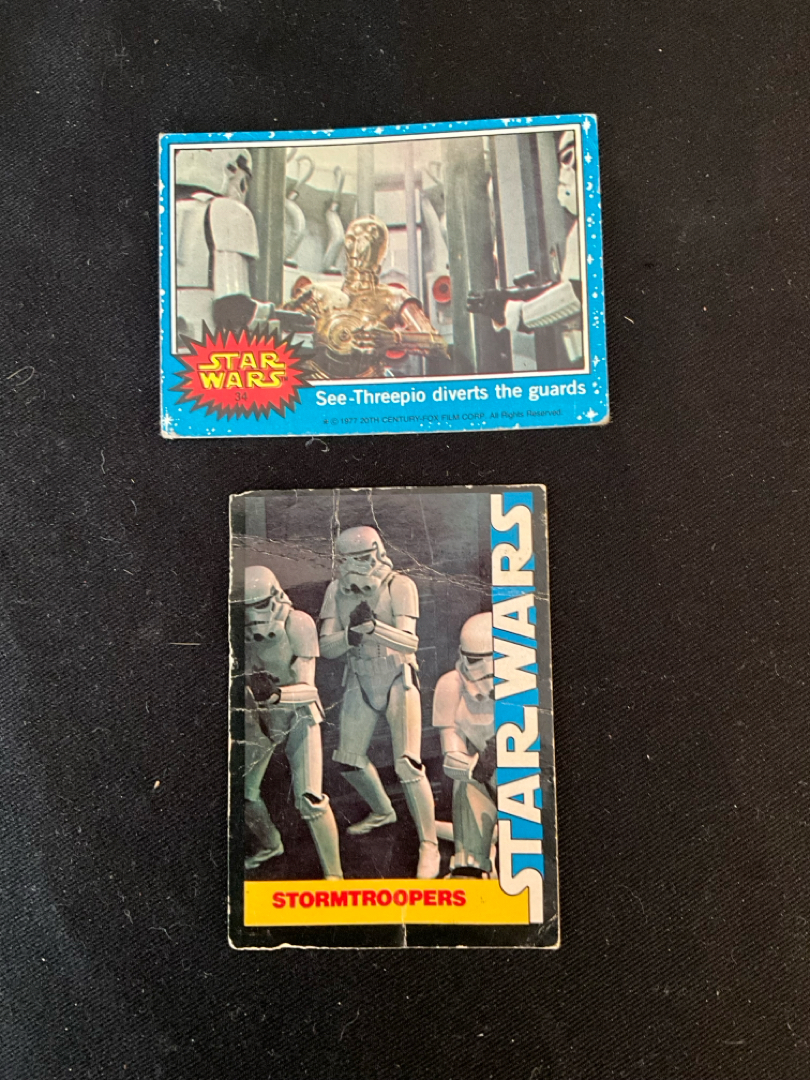 STAR
WARS™
34
See-Threepio diverts the guards
© 1977 20TH CENTURY-FOX FILM CORP. All Rights Reserved.
STAR WARS
STORMTROOPERS